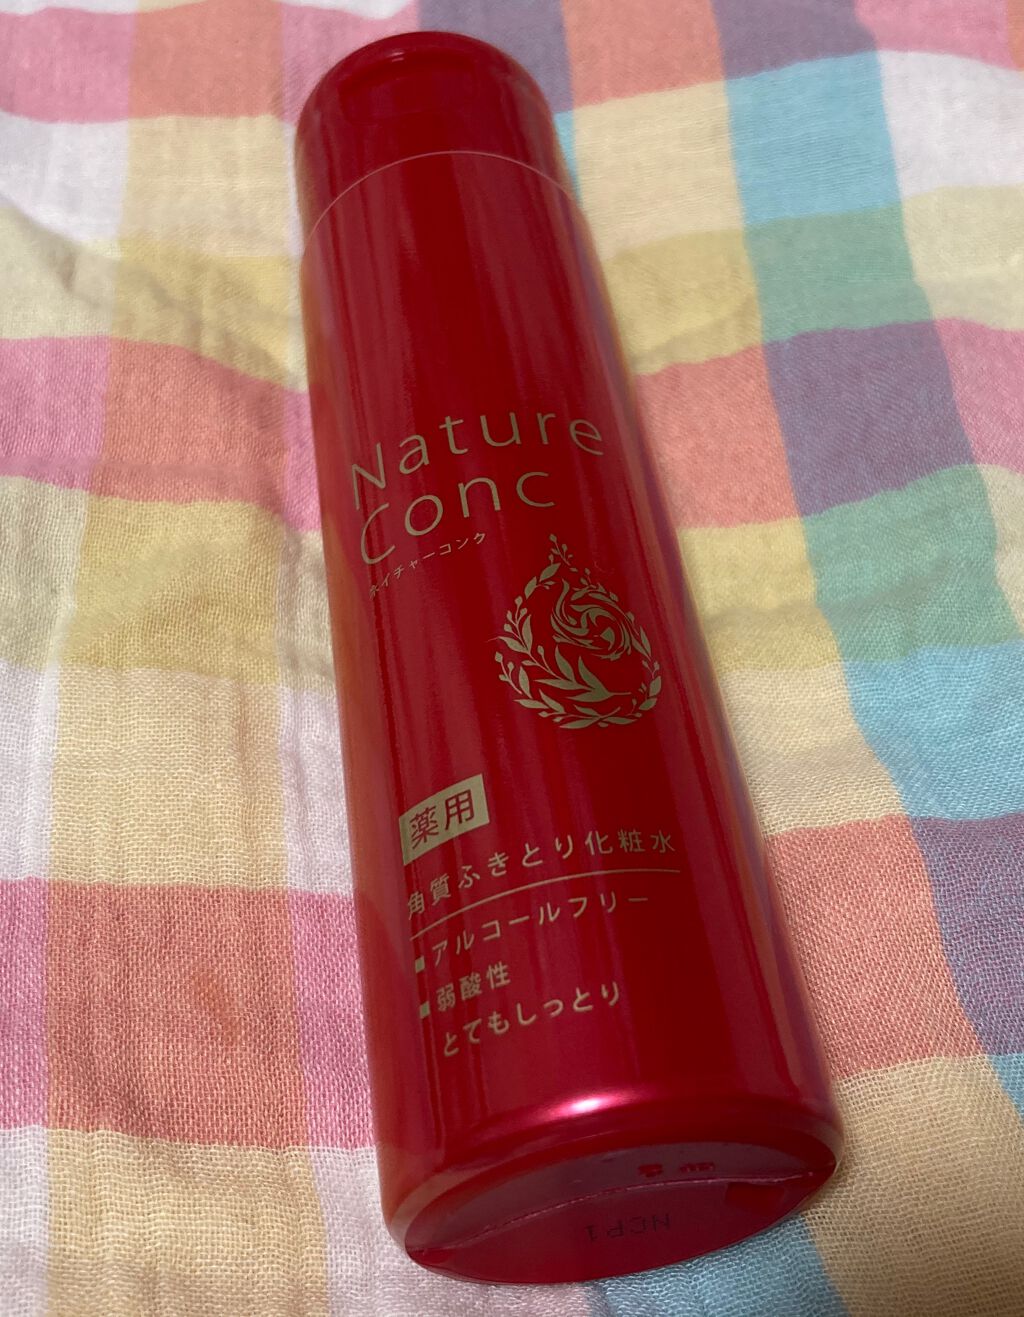 Nature
Conc
ネイチャーコンク
薬用
角質ふきとり化粧水
アルコールフリー
弱酸性
とてもしっとり
NCP1